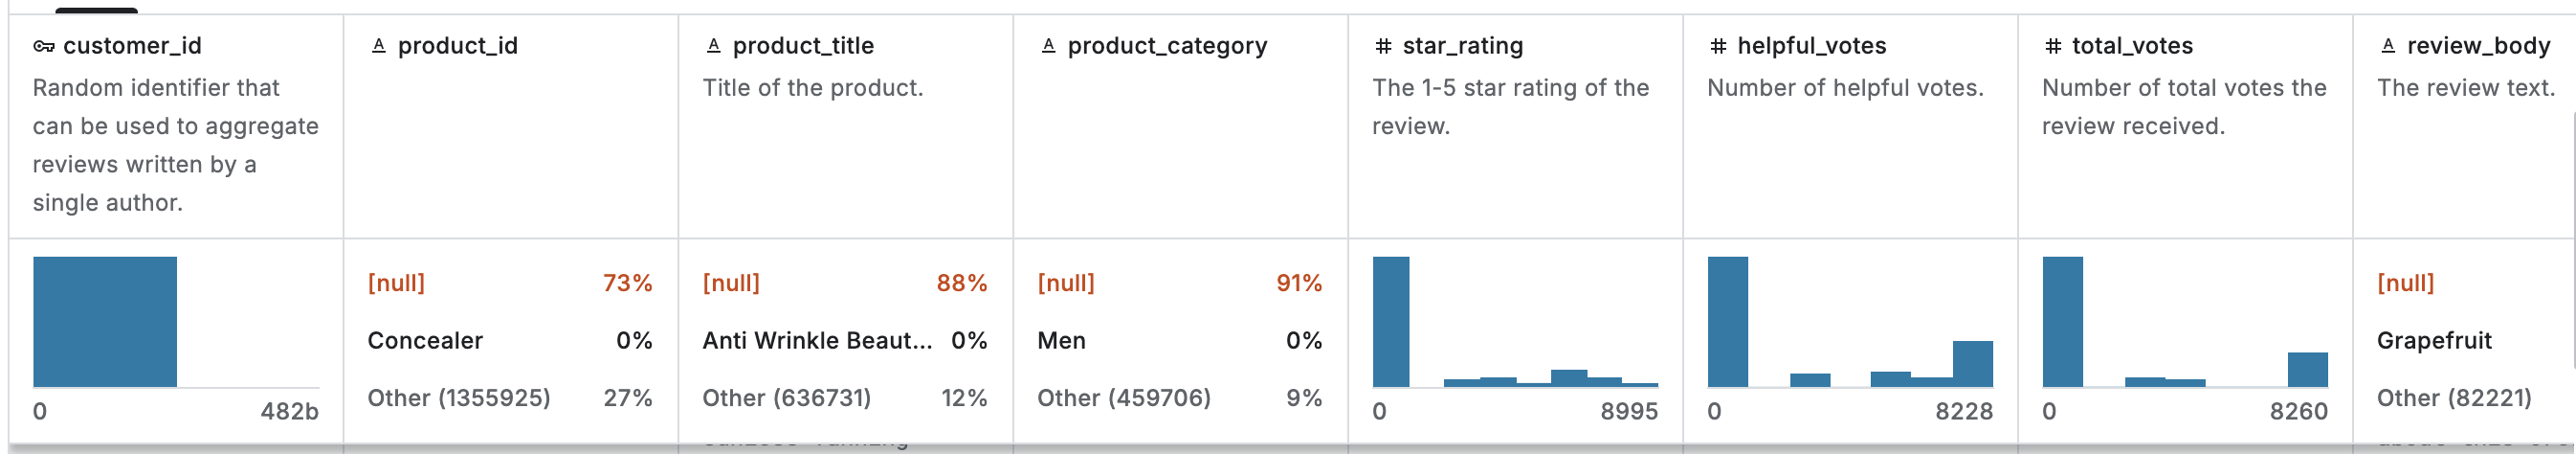 customer_id
Random identifier that
can be used to aggregate
reviews written by a
single author.
0 482b
product_id
[null] 73%
Concealer 0%
Other (1355925) 27%
product_title
Title of the product.
[null] 88%
Anti Wrinkle Beaut... 0%
Other (636731) 12%
product_category
[null] 91%
Men 0%
Other (459706) 9%
star_rating
The 1-5 star rating of the
review.
0 8995
helpful_votes
Number of helpful votes.
0 8228
total_votes
Number of total votes the
review received.
0 8260
review_body
The review text.
[null]
Grapefruit
Other (82221)